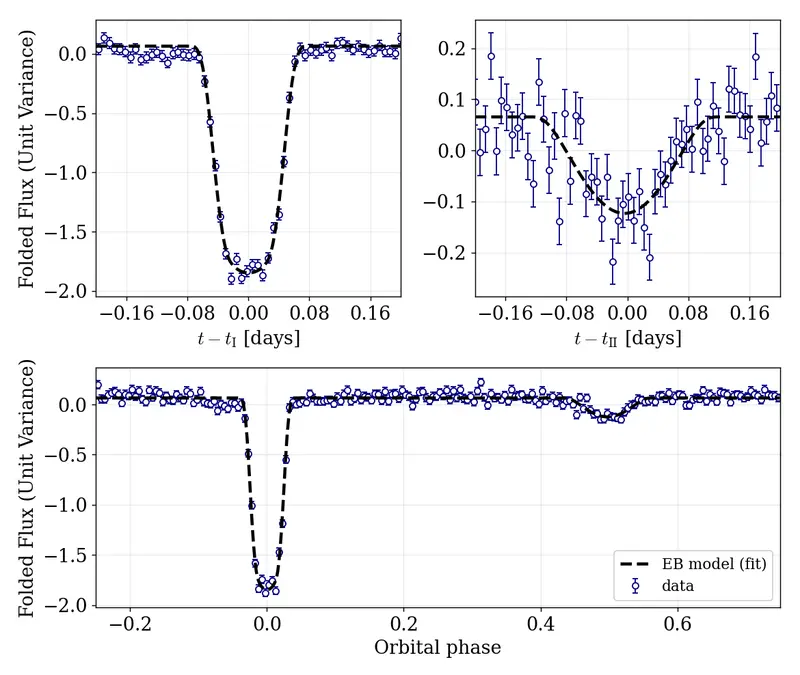 Folded Flux (Unit Variance)
0.0
−0.5
−1.0
−1.5
−2.0
−0.16 −0.08 0.00 0.08 0.16
t − tI [days]
0.2
0.1
0.0
−0.1
−0.2
−0.16 −0.08 0.00 0.08 0.16
t − tII [days]
Folded Flux (Unit Variance)
0.0
−0.5
−1.0
−1.5
−2.0
EB model (fit)
data
−0.2 0.0 0.2 0.4 0.6
Orbital phase